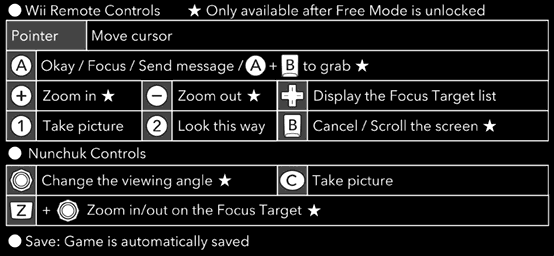 ● Wii Remote Controls ★ Only available after Free Mode is unlocked
Pointer Move cursor
A Okay / Focus / Send message / A + B to grab ★
+ Zoom in ★ − Zoom out ★ Display the Focus Target list
1 Take picture 2 Look this way B Cancel / Scroll the screen ★
● Nunchuk Controls
Change the viewing angle ★ C Take picture
Z + Zoom in/out on the Focus Target ★
● Save: Game is automatically saved